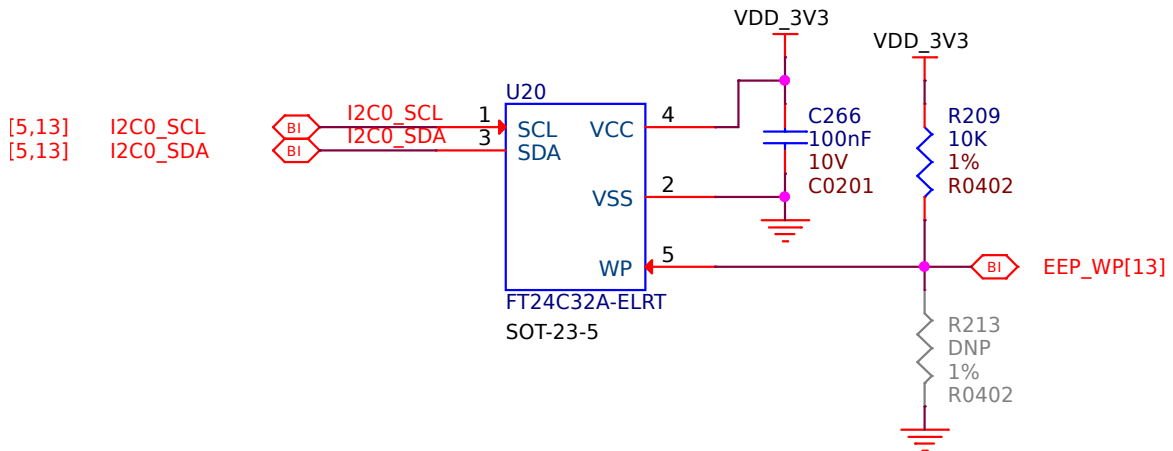 VDD_3V3
VDD_3V3
U20
[5,13] I2C0_SCL BI I2C0_SCL 1 SCL
[5,13] I2C0_SDA BI I2C0_SDA 3 SDA
VCC 4
VSS 2
WP 5
FT24C32A-ELRT
SOT-23-5
C266
100nF
10V
C0201
R209
10K
1%
R0402
BI EEP_WP[13]
R213
DNP
1%
R0402